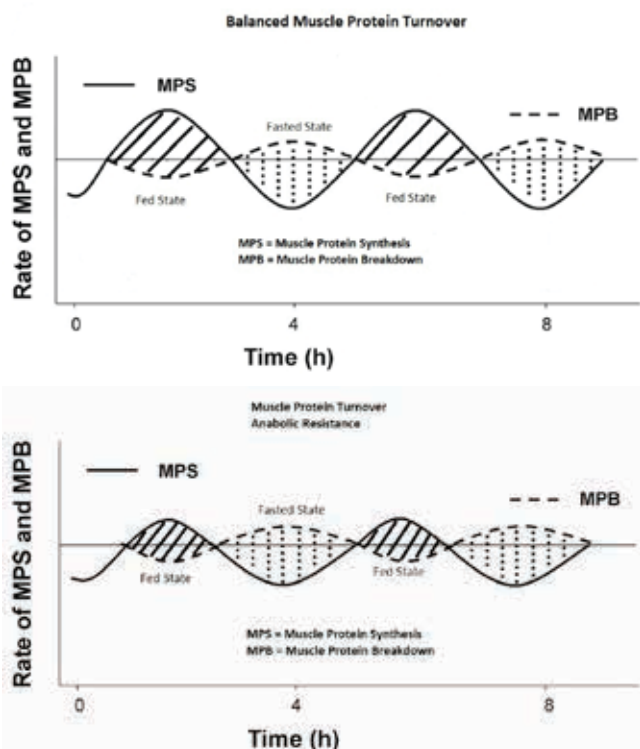 Balanced Muscle Protein Turnover
MPS
MPB
Fasted State
Fed State
Fed State
MPS = Muscle Protein Synthesis
MPB = Muscle Protein Breakdown
Rate of MPS and MPB
0
4
8
Time (h)
Muscle Protein Turnover
Anabolic Resistance
MPS
MPB
Fasted State
Fed State
Fed State
MPS = Muscle Protein Synthesis
MPB = Muscle Protein Breakdown
Rate of MPS and MPB
0
4
8
Time (h)